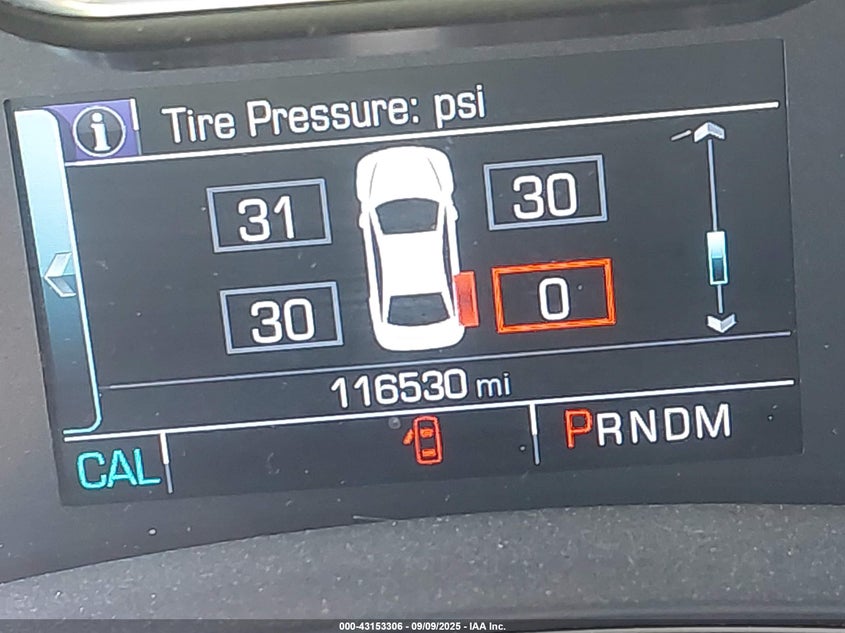 i Tire Pressure: psi
31 30
30 0
116530 mi
CAL PRNDM
000-43153306 - 09/09/2025 - IAA Inc.